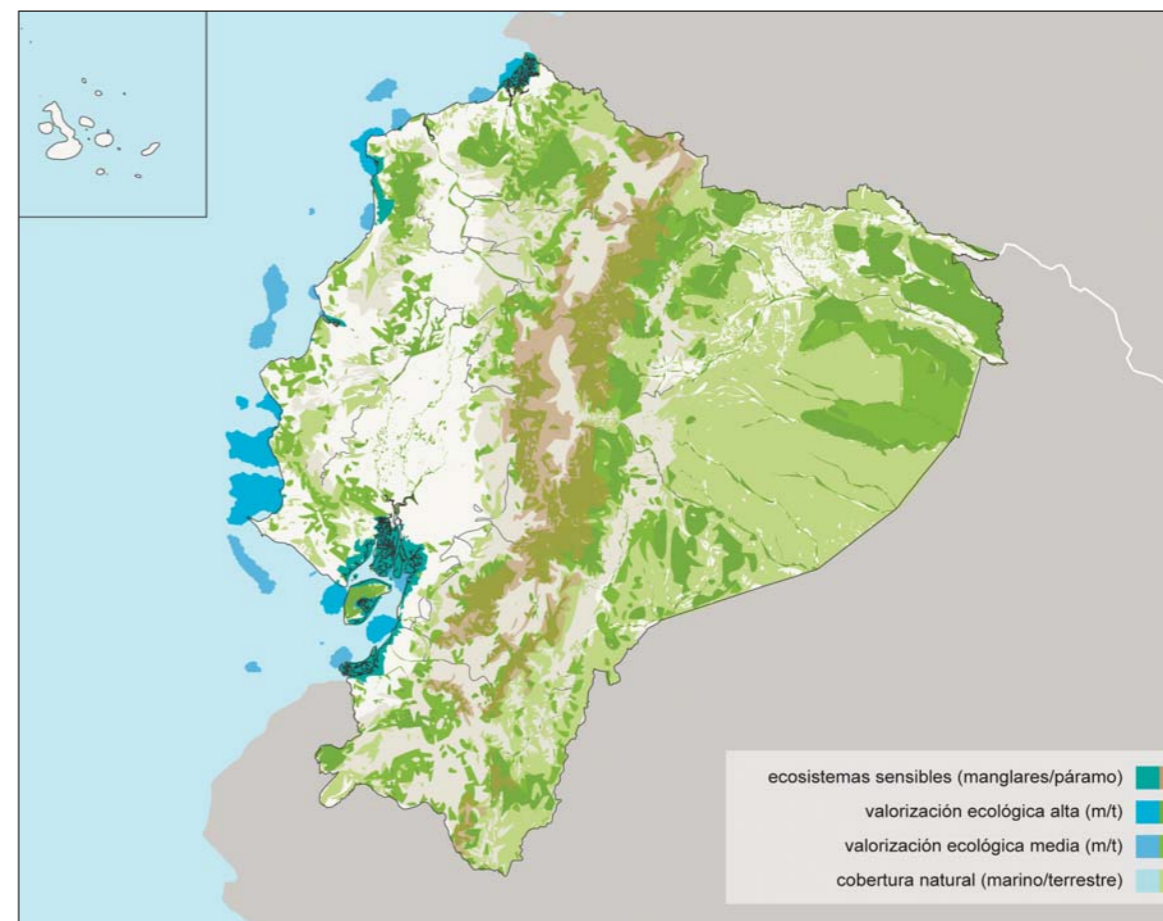 ecosistemas sensibles (manglares/páramo)
valorización ecológica alta (m/t)
valorización ecológica media (m/t)
cobertura natural (marino/terrestre)